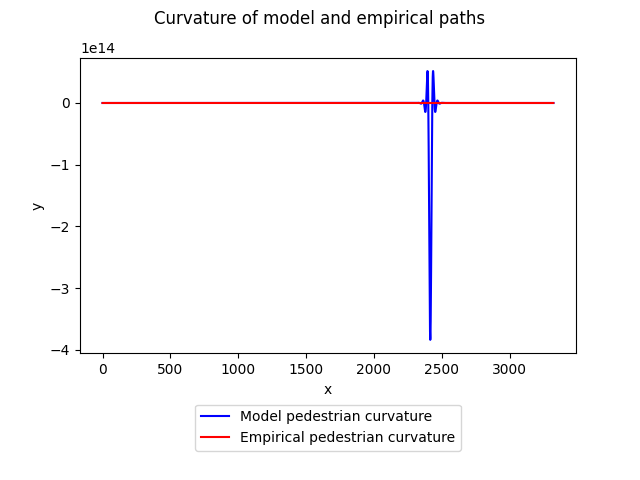 Curvature of model and empirical paths
1e14
0
−1
−2
−3
−4
y
0 500 1000 1500 2000 2500 3000
x
Model pedestrian curvature
Empirical pedestrian curvature